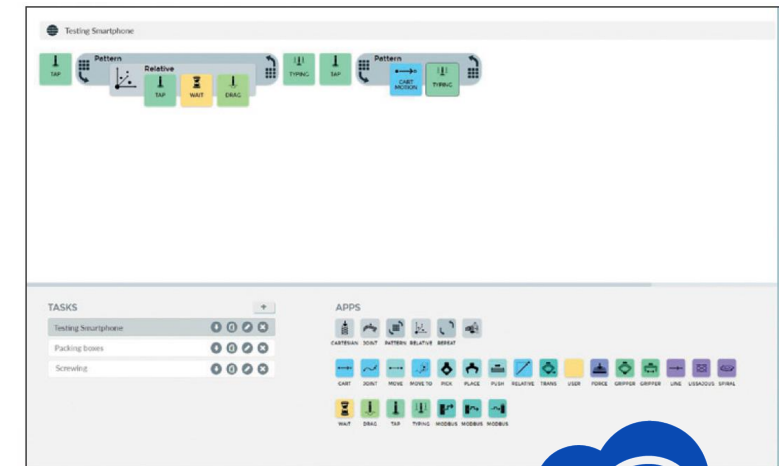 Testing Smartphone
Pattern
Pattern
Relative
TAP
TYPING
TAP
CART MOTION
TYPING
TAP
WAIT
DRAG
TASKS
+
APPS
Testing Smartphone
Packing boxes
Screwing
CARTESIAN JOINT PATTERN RELATIVE REPEAT
CART JOINT MOVE MOVE TO PICK PLACE PUSH RELATIVE TRANS USER FORCE GRIPPER GRIPPER LINE LISSAJOUS SPIRAL
WAIT DRAG TAP TYPING MODBUS MODBUS MODBUS